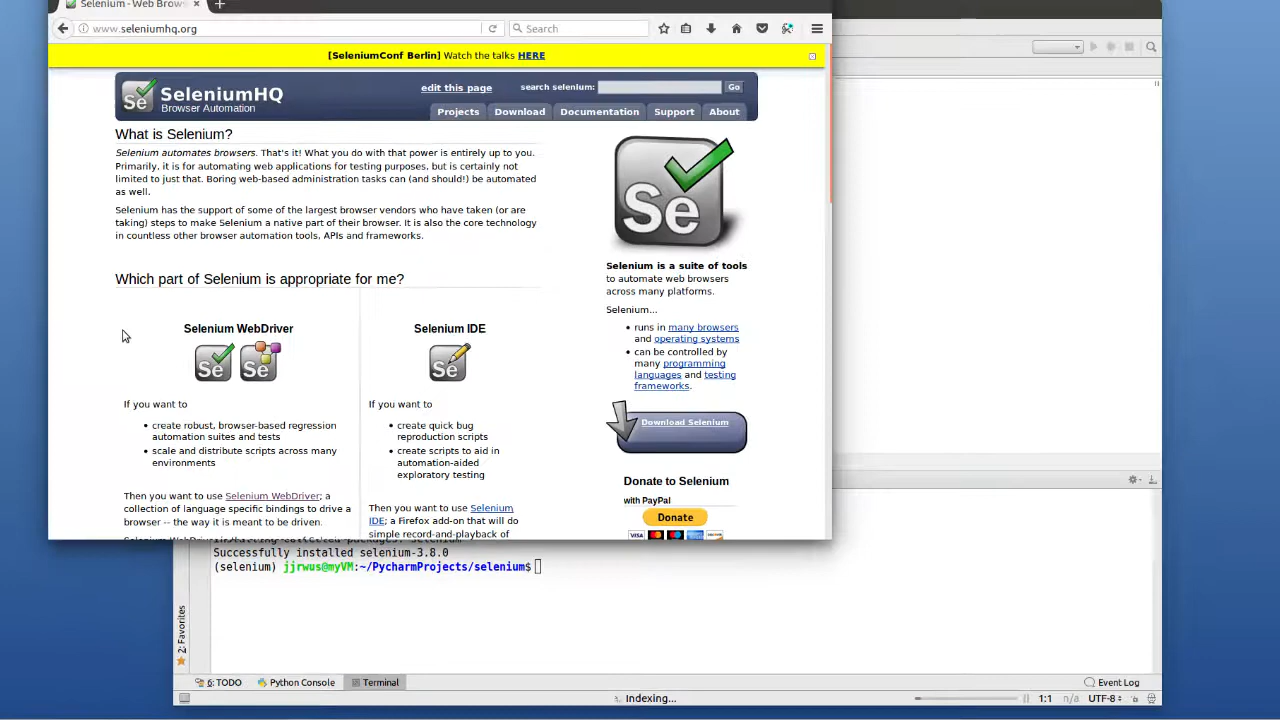 Selenium - Web Brows
www.seleniumhq.org
Search
[SeleniumConf Berlin] Watch the talks HERE
SeleniumHQ
Browser Automation
edit this page
search selenium:
Go
Projects
Download
Documentation
Support
About
What is Selenium?
Selenium automates browsers. That's it! What you do with that power is entirely up to you.
Primarily, it is for automating web applications for testing purposes, but is certainly not
limited to just that. Boring web-based administration tasks can (and should!) be automated
as well.
Selenium has the support of some of the largest browser vendors who have taken (or are
taking) steps to make Selenium a native part of their browser. It is also the core technology
in countless other browser automation tools, APIs and frameworks.
Which part of Selenium is appropriate for me?
Selenium WebDriver
Se
Se
If you want to
create robust, browser-based regression
automation suites and tests
scale and distribute scripts across many
environments
Then you want to use Selenium WebDriver; a
collection of language specific bindings to drive a
browser -- the way it is meant to be driven.
Selenium IDE
Se
If you want to
create quick bug
reproduction scripts
create scripts to aid in
automation-aided
exploratory testing
Then you want to use Selenium
IDE; a Firefox add-on that will do
simple record-and-playback of
Se
Selenium is a suite of tools
to automate web browsers
across many platforms.
Selenium...
runs in many browsers
and operating systems
can be controlled by
many programming
languages and testing
frameworks.
Download Selenium
Donate to Selenium
with PayPal
Donate
VISA
Successfully installed selenium-3.8.0
(selenium) jjrwus@myVM:~/PycharmProjects/selenium$
2: Favorites
6: TODO
Python Console
Terminal
Event Log
Indexing...
1:1
n/a
UTF-8